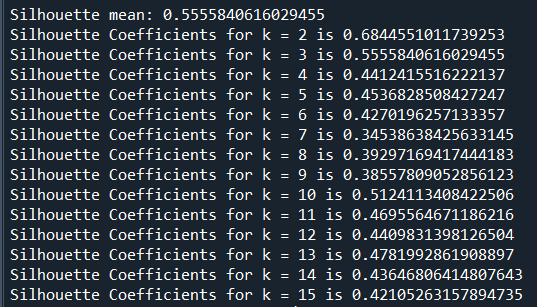 Silhouette mean: 0.5555840616029455
Silhouette Coefficients for k = 2 is 0.6844551011739253
Silhouette Coefficients for k = 3 is 0.5555840616029455
Silhouette Coefficients for k = 4 is 0.4412415516222137
Silhouette Coefficients for k = 5 is 0.4536828508427247
Silhouette Coefficients for k = 6 is 0.4270196257133357
Silhouette Coefficients for k = 7 is 0.34538638425633145
Silhouette Coefficients for k = 8 is 0.39297169417444183
Silhouette Coefficients for k = 9 is 0.38557809052856123
Silhouette Coefficients for k = 10 is 0.5124113408422506
Silhouette Coefficients for k = 11 is 0.4695564671186216
Silhouette Coefficients for k = 12 is 0.4409831398126504
Silhouette Coefficients for k = 13 is 0.4781992861908897
Silhouette Coefficients for k = 14 is 0.43646806414807643
Silhouette Coefficients for k = 15 is 0.42105263157894735